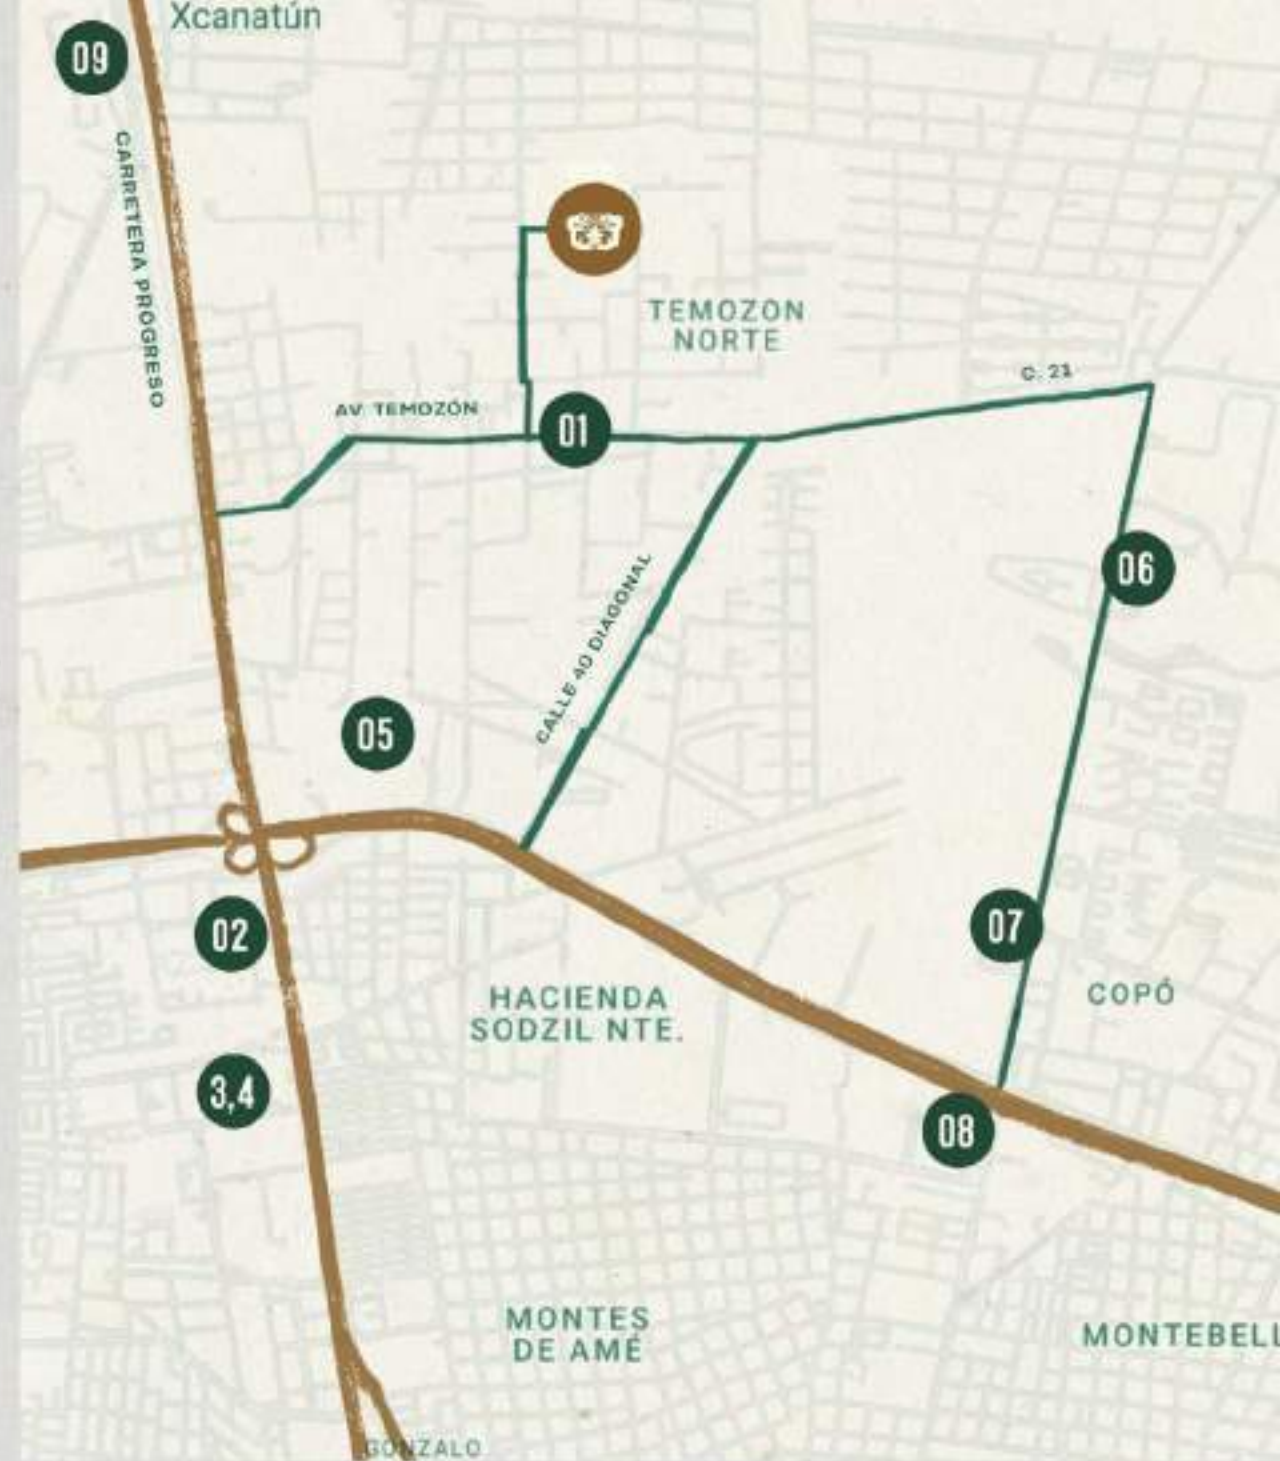 Xcanatún
09
CARRETERA PROGRESO
TEMOZON
NORTE
C. 21
AV. TEMOZÓN
01
CALLE 40 DIAGONAL
06
05
07
02
HACIENDA
SODZIL NTE.
COPÓ
3,4
08
MONTES
DE AMÉ
MONTEBELL
GONZALO